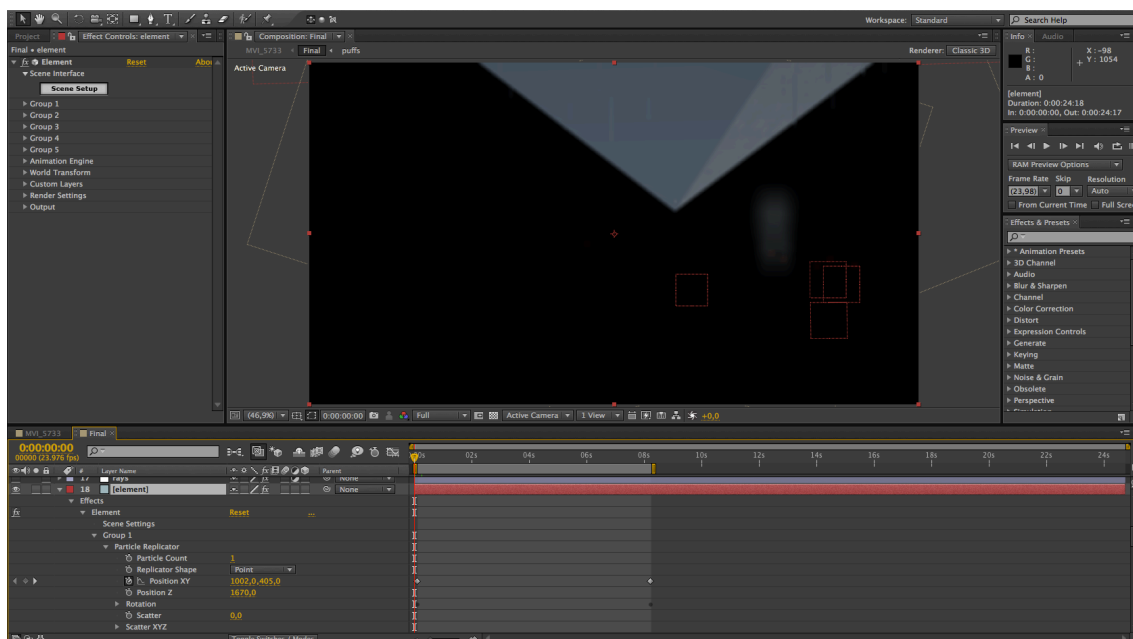 Workspace: Standard
Search Help
Project
Effect Controls: element
Composition: Final
Info
Audio
Final • element
MVI_5733
Final
puffs
Renderer: Classic 3D
fx Element Reset Abou
Scene Interface
Scene Setup
Group 1
Group 2
Group 3
Group 4
Group 5
Animation Engine
World Transform
Custom Layers
Render Settings
Output
Active Camera
R :
G :
B :
A : 0
X : -98
Y : 1054
[element]
Duration: 0:00:24:18
In: 0:00:00:00, Out: 0:00:24:17
Preview
RAM Preview Options
Frame Rate Skip Resolution
(23,98) 0 Auto
From Current Time Full Scre
Effects & Presets
* Animation Presets
3D Channel
Audio
Blur & Sharpen
Channel
Color Correction
Distort
Expression Controls
Generate
Keying
Matte
Noise & Grain
Obsolete
Perspective
(46,9%) 0:00:00:00 Full Active Camera 1 View +0,0
MVI_5733 Final
0:00:00:00
00000 (23.976 fps)
02s 04s 06s 08s 10s 12s 14s 16s 18s 20s 22s 24s
# Layer Name Parent
17 rays None
18 [element] None
Effects
fx Element Reset ...
Scene Settings
Group 1
Particle Replicator
Particle Count 1
Replicator Shape Point
Position XY 1002,0,405,0
Position Z 1670,0
Rotation
Scatter 0,0
Scatter XYZ
Toggle Switches / Modes